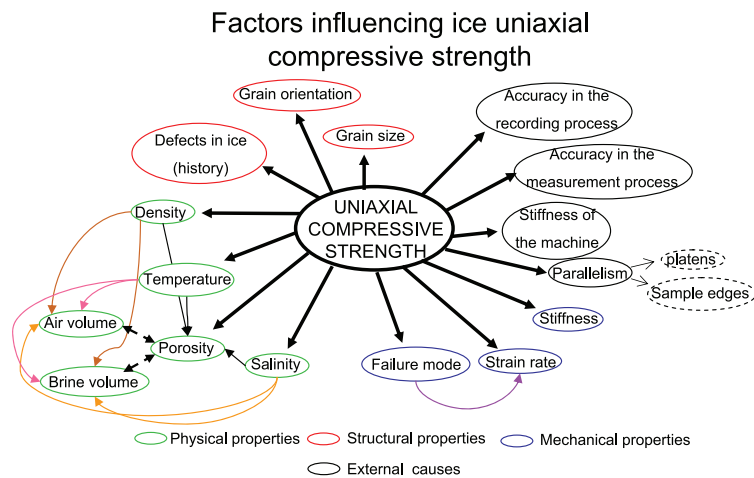 Factors influencing ice uniaxial
compressive strength
Grain orientation
Accuracy in the
recording process
Grain size
Defects in ice
(history)
Accuracy in the
measurement process
UNIAXIAL
COMPRESSIVE
STRENGTH
Density
Stiffness of
the machine
Parallelism
platens
Sample edges
Temperature
Air volume
Stiffness
Porosity
Salinity
Failure mode
Strain rate
Brine volume
Physical properties
Structural properties
Mechanical properties
External causes